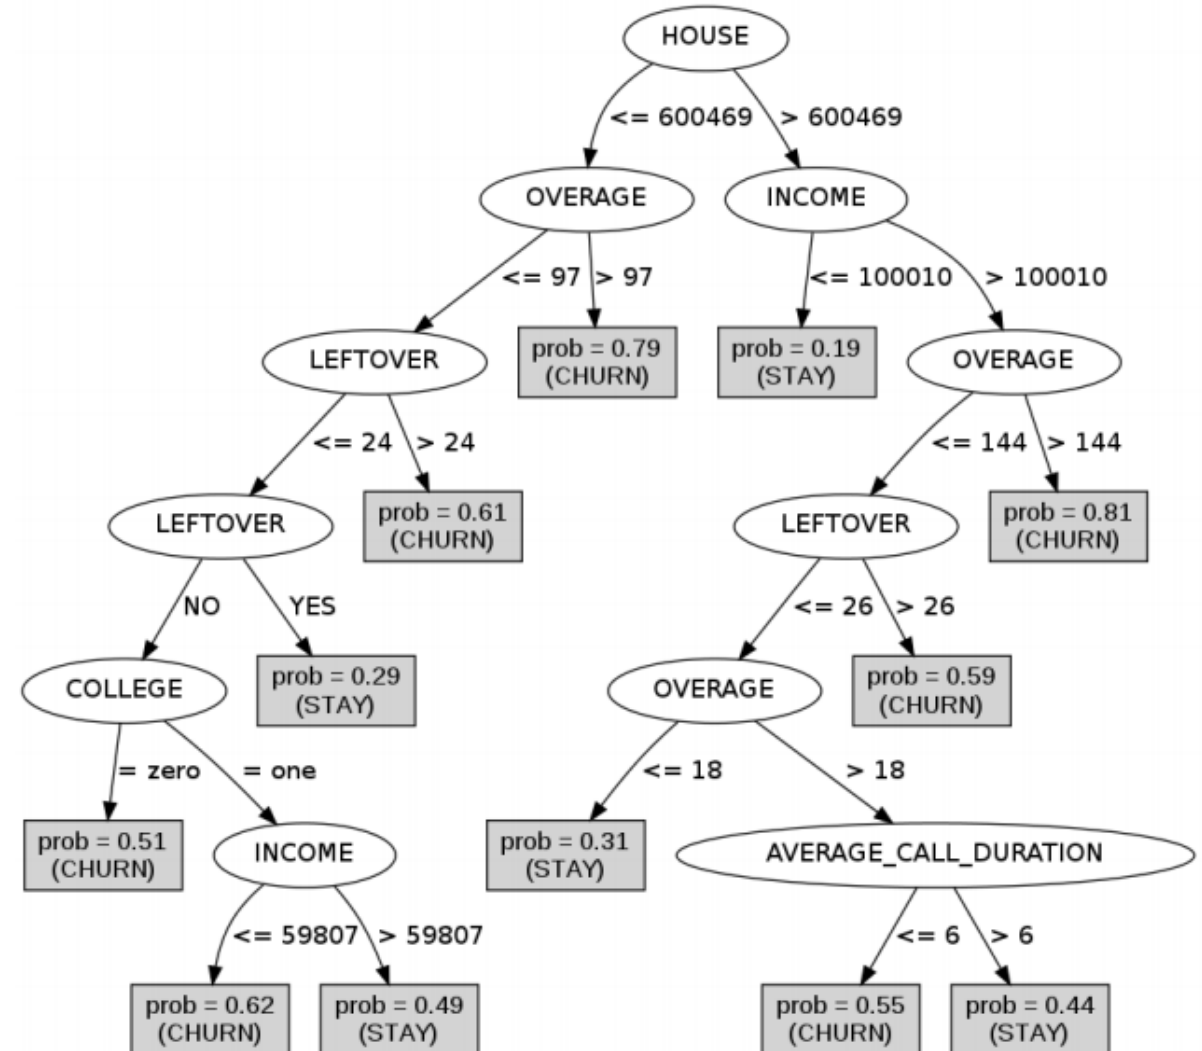 HOUSE
<= 600469
> 600469
OVERAGE
INCOME
<= 97
> 97
<= 100010
> 100010
LEFTOVER
prob = 0.79
(CHURN)
prob = 0.19
(STAY)
OVERAGE
<= 24
> 24
<= 144
> 144
LEFTOVER
prob = 0.61
(CHURN)
LEFTOVER
prob = 0.81
(CHURN)
NO
YES
<= 26
> 26
COLLEGE
prob = 0.29
(STAY)
OVERAGE
prob = 0.59
(CHURN)
= zero
= one
<= 18
> 18
prob = 0.51
(CHURN)
INCOME
prob = 0.31
(STAY)
AVERAGE_CALL_DURATION
<= 59807
> 59807
<= 6
> 6
prob = 0.62
(CHURN)
prob = 0.49
(STAY)
prob = 0.55
(CHURN)
prob = 0.44
(STAY)